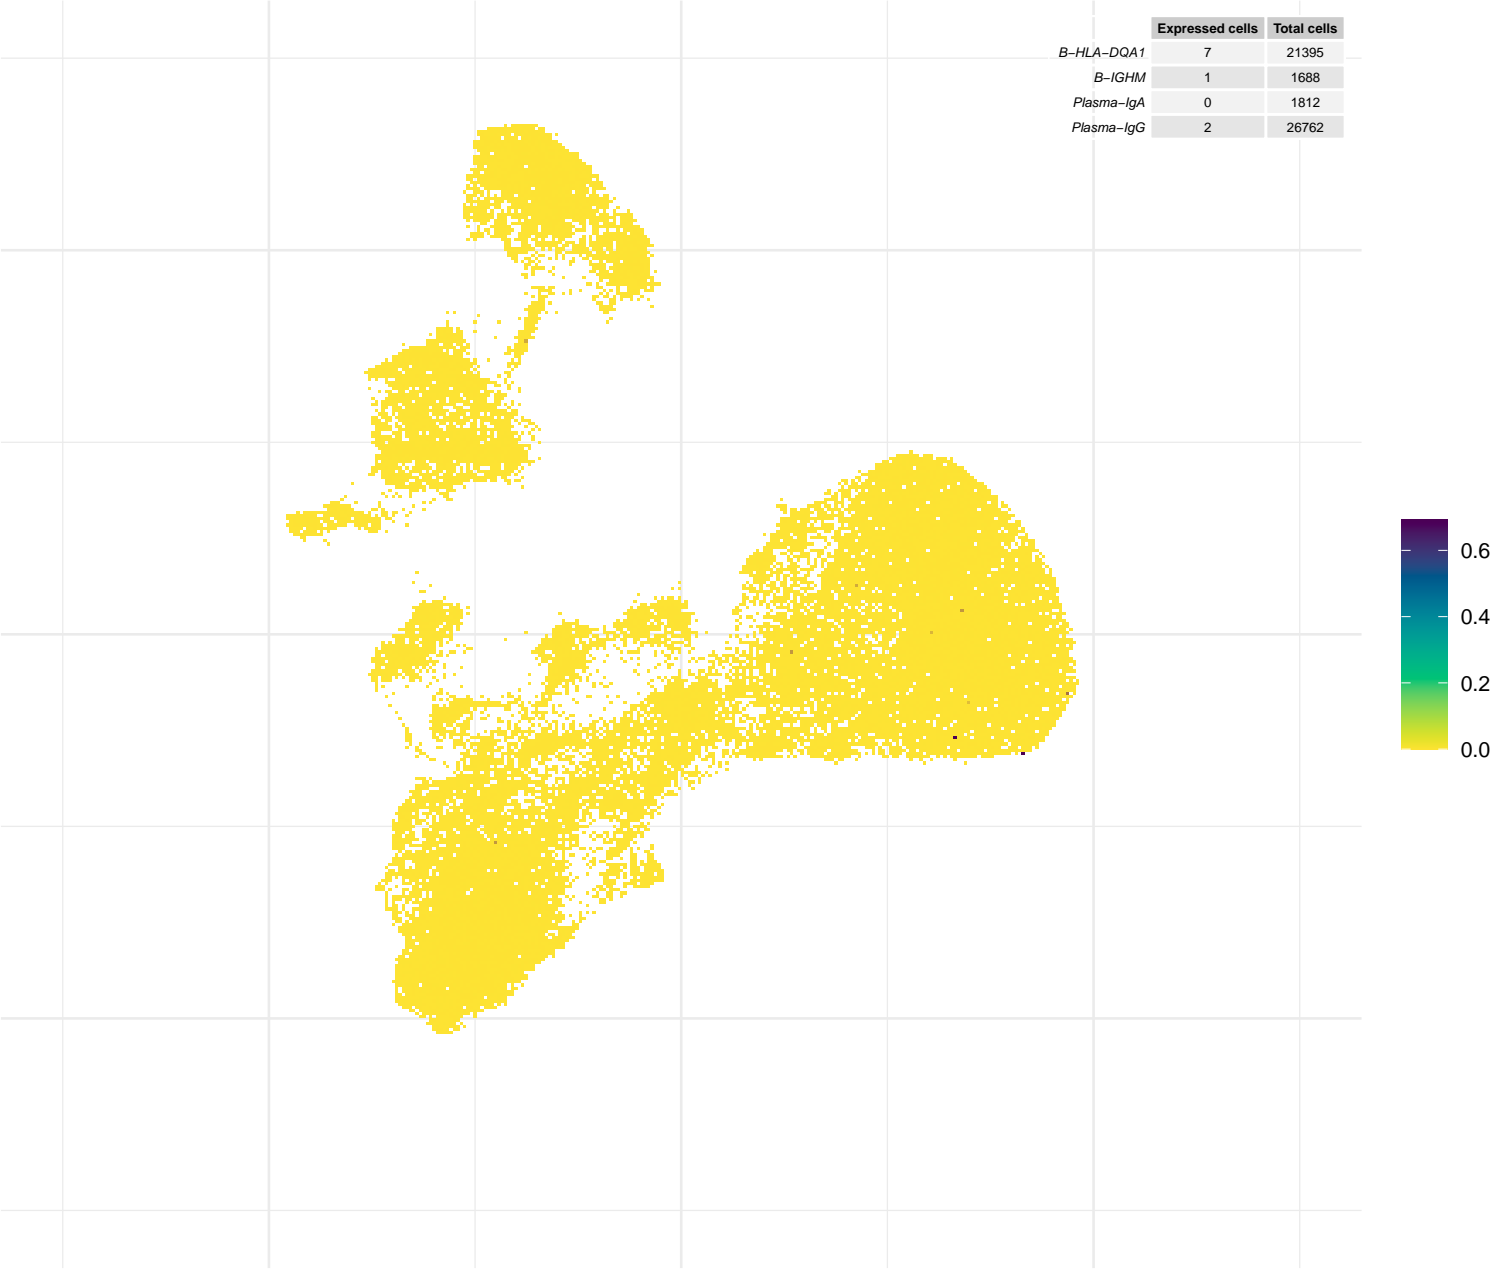 Expressed cells Total cells
B−HLA−DQA1 7 21395
B−IGHM 1 1688
Plasma−IgA 0 1812
Plasma−IgG 2 26762
0.6
0.4
0.2
0.0